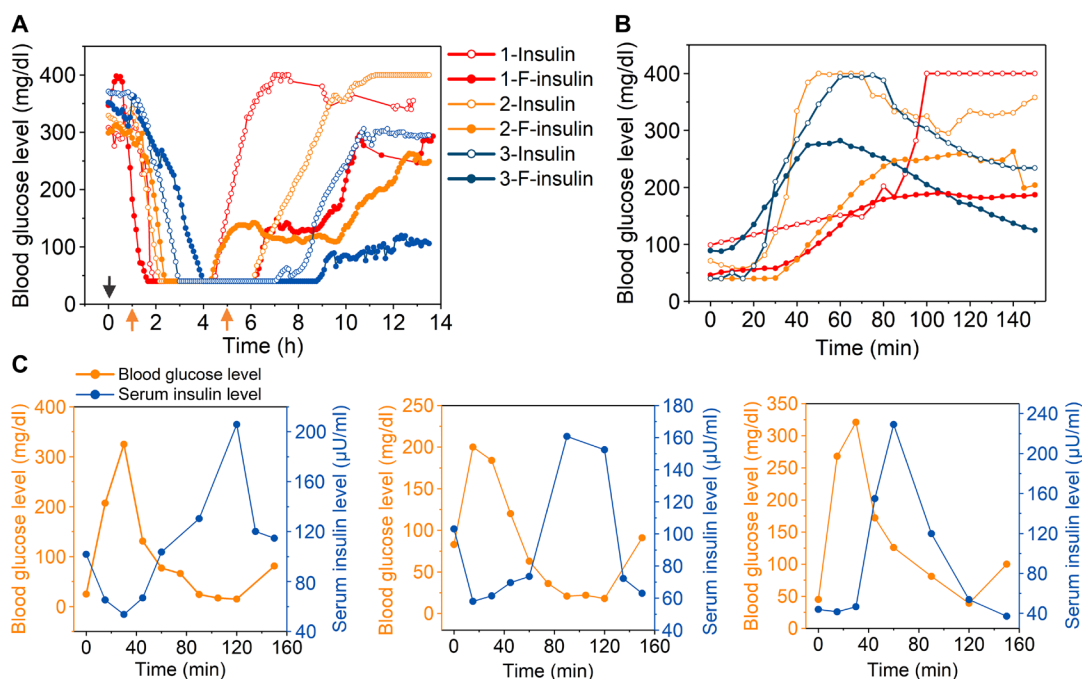 A
Blood glucose level (mg/dl)
400
300
200
100
0
0 2 4 6 8 10 12 14
Time (h)
1-Insulin
1-F-insulin
2-Insulin
2-F-insulin
3-Insulin
3-F-insulin
B
Blood glucose level (mg/dl)
400
300
200
100
0
0 20 40 60 80 100 120 140
Time (min)
C
Blood glucose level
Serum insulin level
Blood glucose level (mg/dl)
400
300
200
100
0
0 40 80 120 160
Time (min)
200
160
120
80
40
Serum insulin level (µU/ml)
Blood glucose level (mg/dl)
250
200
150
100
50
0
0 40 80 120 160
Time (min)
180
160
140
120
100
80
60
40
Serum insulin level (µU/ml)
Blood glucose level (mg/dl)
350
300
250
200
150
100
50
0
0 40 80 120 160
Time (min)
240
200
160
120
80
40
Serum insulin level (µU/ml)